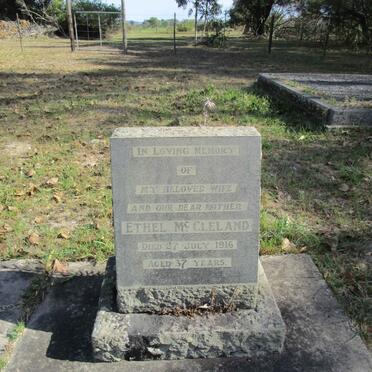 IN LOVING MEMORY
OF
MY BELOVED WIFE
AND OUR DEAR MOTHER
ETHEL McCLELAND
DIED 27 JULY 1916
AGED 37 YEARS.